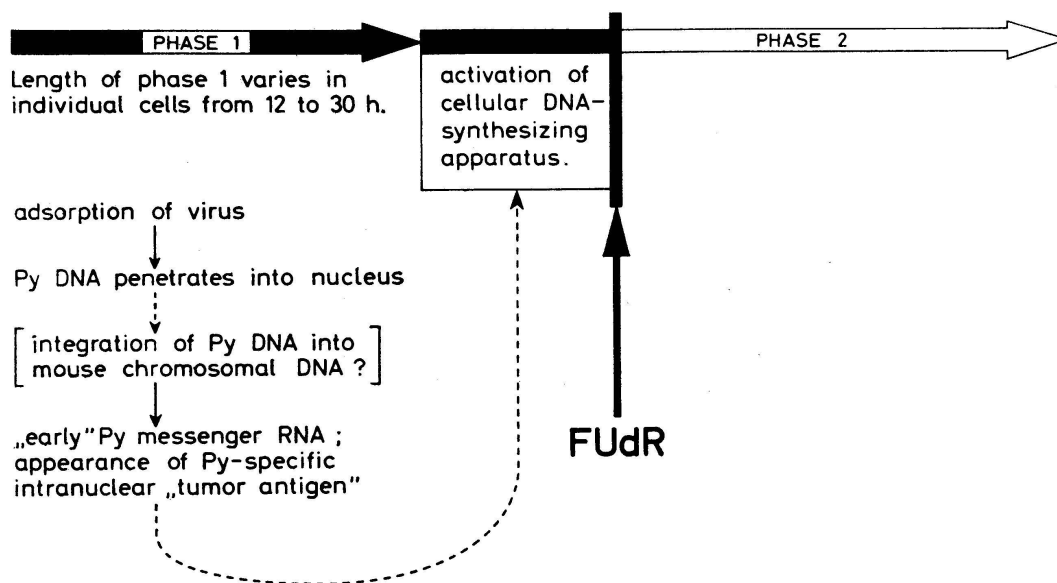 PHASE 1
PHASE 2
Length of phase 1 varies in
individual cells from 12 to 30 h.
activation of
cellular DNA-
synthesizing
apparatus.
adsorption of virus
Py DNA penetrates into nucleus
[integration of Py DNA into
mouse chromosomal DNA ?]
„early” Py messenger RNA ;
appearance of Py-specific
intranuclear „tumor antigen”
FUdR